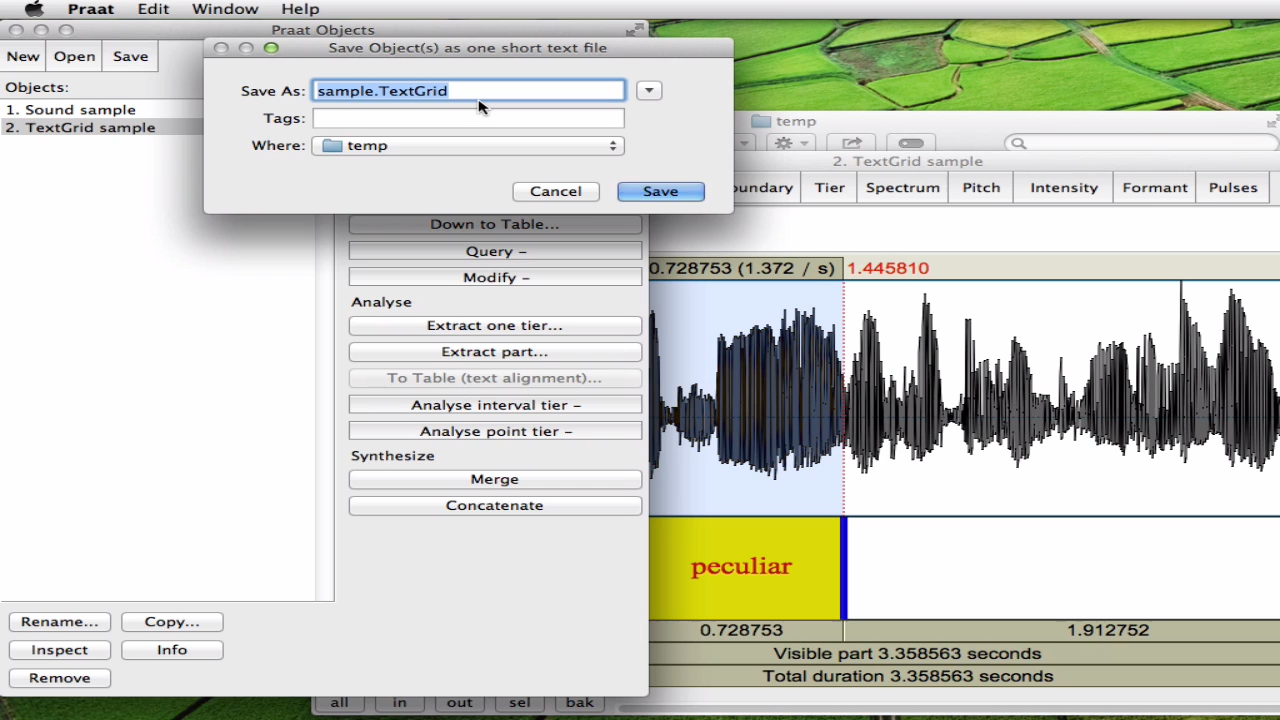 Praat Edit Window Help
Praat Objects
New Open Save
Objects:
1. Sound sample
2. TextGrid sample
Save Object(s) as one short text file
Save As: sample.TextGrid
Tags:
Where: temp
Cancel Save
Down to Table...
Query –
Modify –
Analyse
Extract one tier...
Extract part...
To Table (text alignment)...
Analyse interval tier –
Analyse point tier –
Synthesize
Merge
Concatenate
Rename... Copy...
Inspect Info
Remove
temp
2. TextGrid sample
oundary Tier Spectrum Pitch Intensity Formant Pulses
0.728753 (1.372 / s) 1.445810
peculiar
0.728753 1.912752
Visible part 3.358563 seconds
Total duration 3.358563 seconds
all in out sel bak